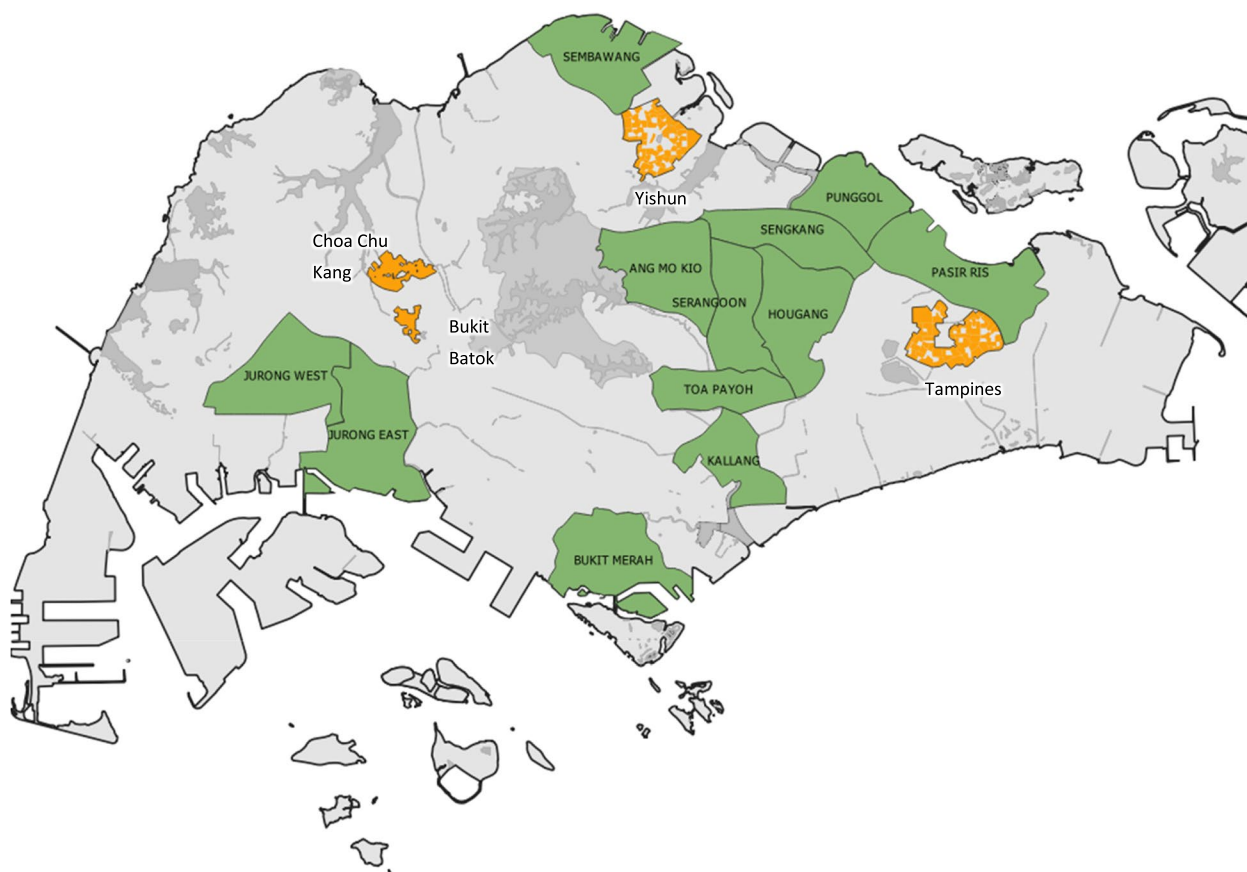 SEMBAWANG
Yishun
PUNGGOL
SENGKANG
Choa Chu
Kang
ANG MO KIO
PASIR RIS
SERANGOON
HOUGANG
Bukit
Batok
JURONG WEST
TOA PAYOH
Tampines
JURONG EAST
KALLANG
BUKIT MERAH